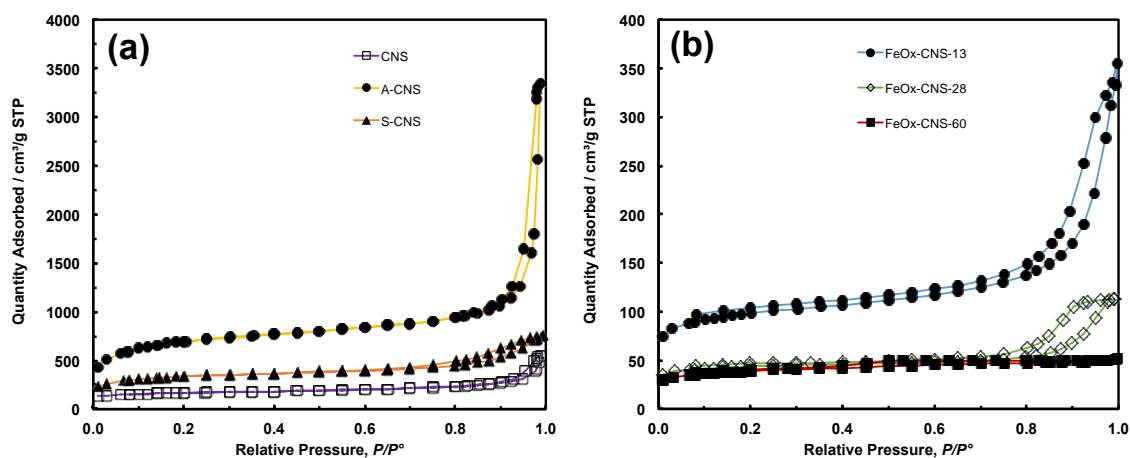 (a)
Quantity Adsorbed / cm³/g STP
4000
3500
3000
2500
2000
1500
1000
500
0
CNS
A-CNS
S-CNS
0.0 0.2 0.4 0.6 0.8 1.0
Relative Pressure, P/P°
(b)
Quantity Adsorbed / cm³/g STP
400
350
300
250
200
150
100
50
0
FeOx-CNS-13
FeOx-CNS-28
FeOx-CNS-60
0.0 0.2 0.4 0.6 0.8 1.0
Relative Pressure, P/P°